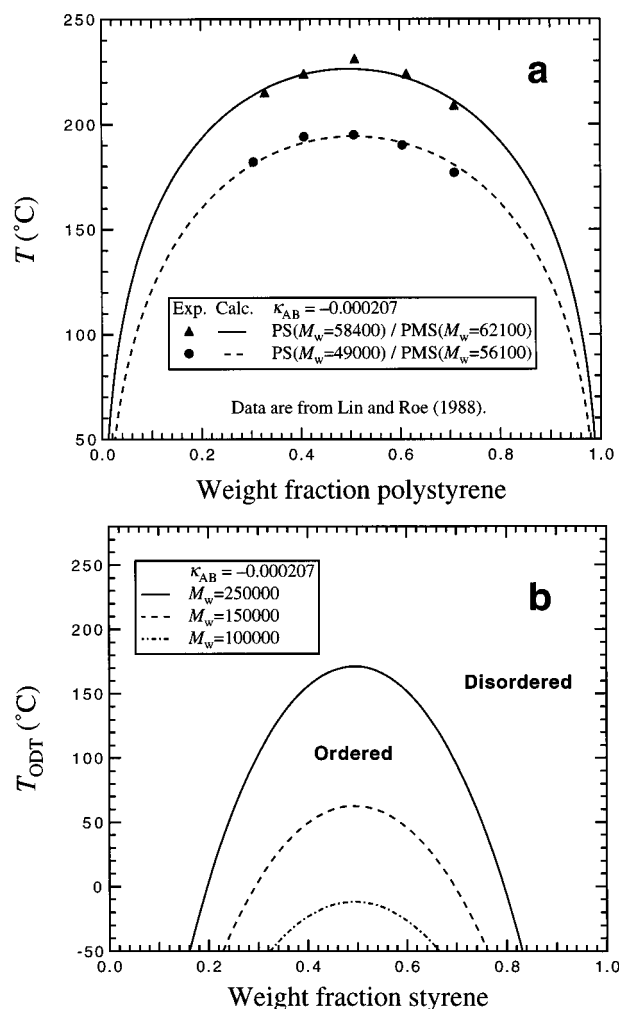 a
250
200
150
100
50
T (°C)
Exp. Calc. κAB = –0.000207
PS(Mw=58400) / PMS(Mw=62100)
PS(Mw=49000) / PMS(Mw=56100)
Data are from Lin and Roe (1988).
0.0 0.2 0.4 0.6 0.8 1.0
Weight fraction polystyrene
b
250
200
150
100
50
0
-50
TODT (°C)
κAB = –0.000207
Mw=250000
Mw=150000
Mw=100000
Disordered
Ordered
0.0 0.2 0.4 0.6 0.8 1.0
Weight fraction styrene